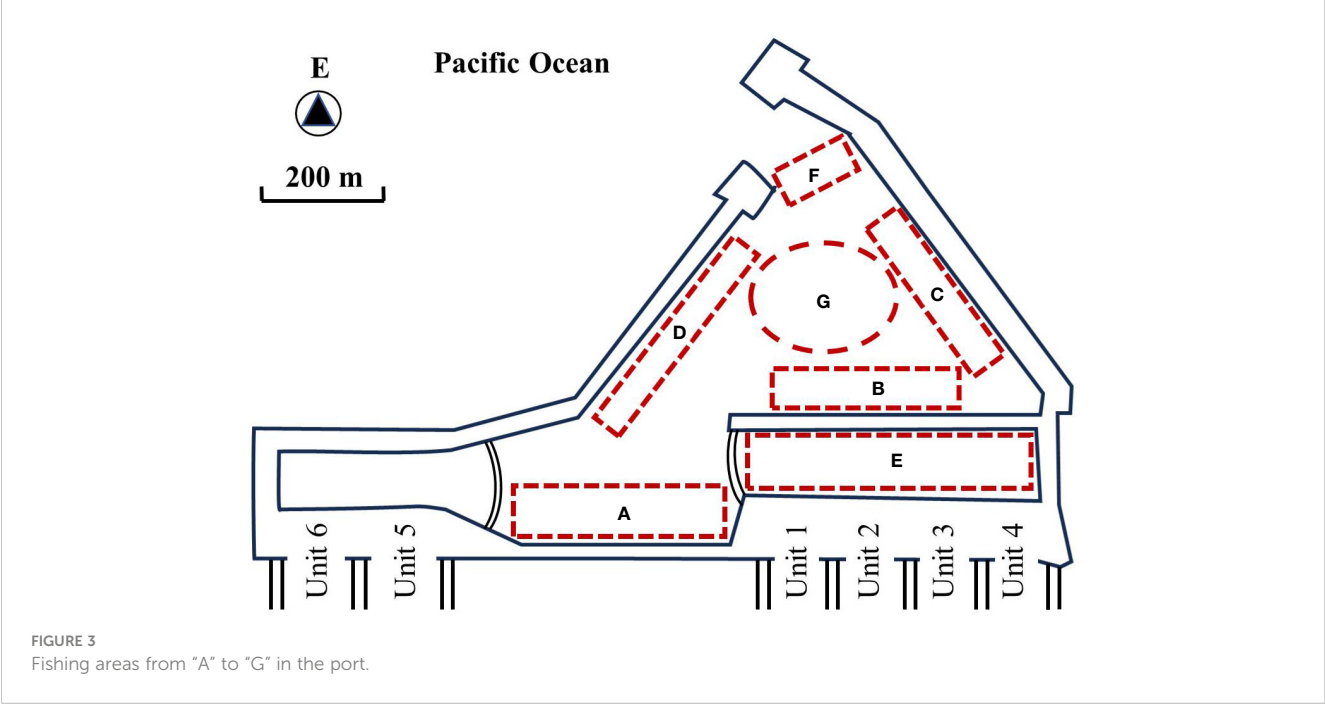 Pacific Ocean
E
200 m
F
C
G
D
B
E
A
Unit 6
Unit 5
Unit 1
Unit 2
Unit 3
Unit 4
FIGURE 3
Fishing areas from “A” to “G” in the port.